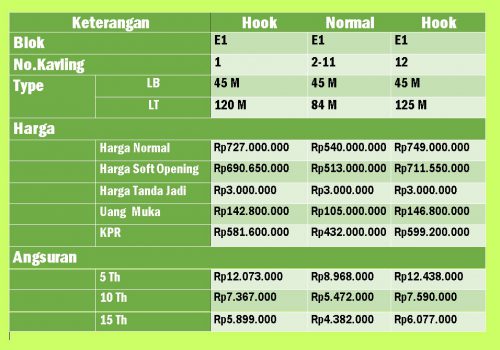 Keterangan Hook Normal Hook
Blok E1 E1 E1
No.Kavling 1 2-11 12
Type LB 45 M 45 M 45 M
LT 120 M 84 M 125 M
Harga
Harga Normal Rp727.000.000 Rp540.000.000 Rp749.000.000
Harga Soft Opening Rp690.650.000 Rp513.000.000 Rp711.550.000
Harga Tanda Jadi Rp3.000.000 Rp3.000.000 Rp3.000.000
Uang Muka Rp142.800.000 Rp105.000.000 Rp146.800.000
KPR Rp581.600.000 Rp432.000.000 Rp599.200.000
Angsuran
5 Th Rp12.073.000 Rp8.968.000 Rp12.438.000
10 Th Rp7.367.000 Rp5.472.000 Rp7.590.000
15 Th Rp5.899.000 Rp4.382.000 Rp6.077.000